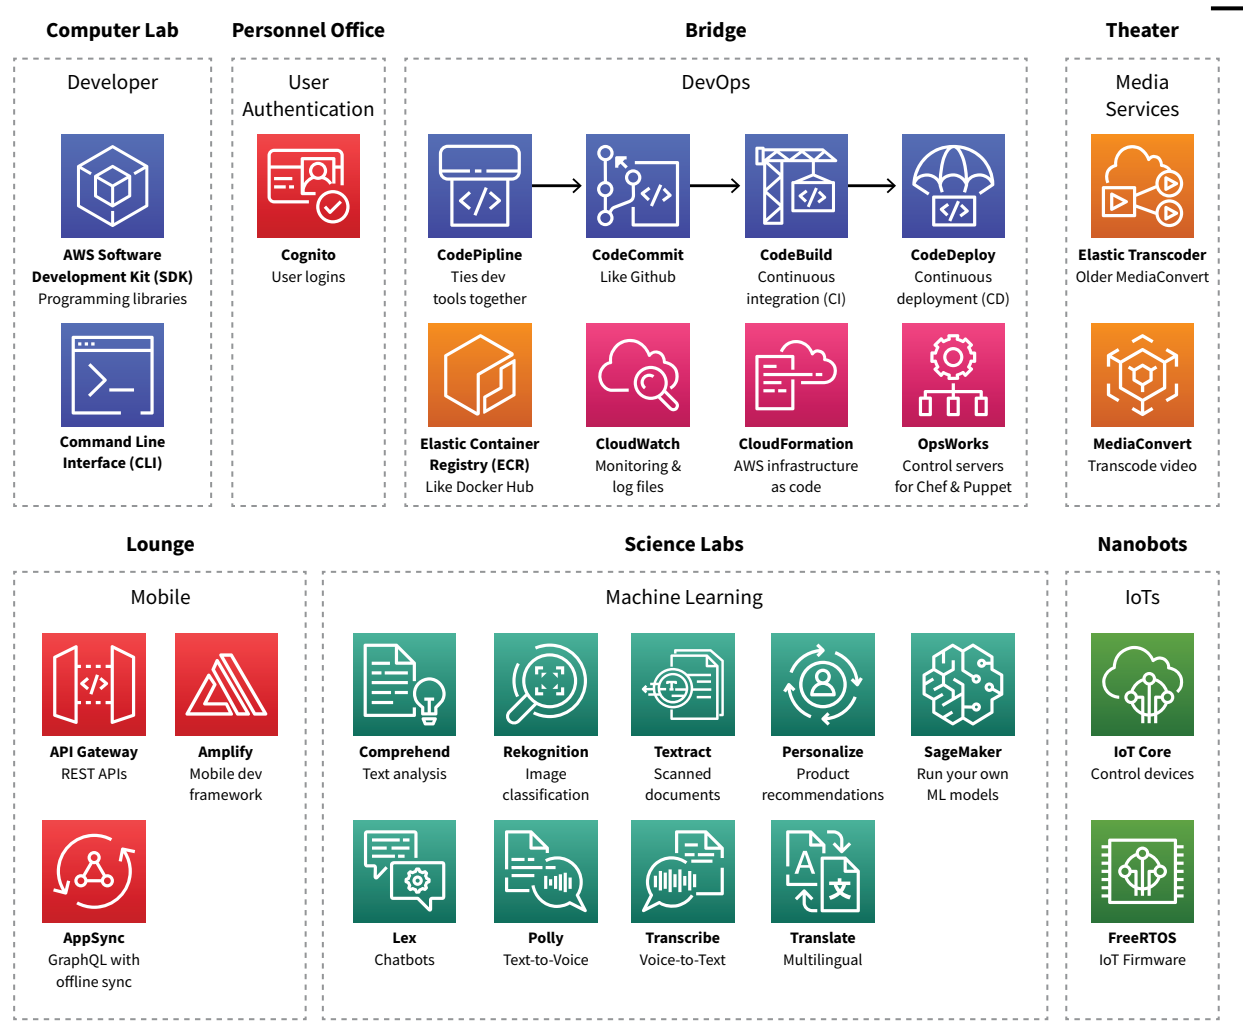 Computer Lab
Developer
AWS Software
Development Kit (SDK)
Programming libraries
Command Line
Interface (CLI)
Personnel Office
User
Authentication
Cognito
User logins
Bridge
DevOps
</>
CodePipline
Ties dev
tools together
</>
CodeCommit
Like Github
</>
CodeBuild
Continuous
integration (CI)
</>
CodeDeploy
Continuous
deployment (CD)
Elastic Container
Registry (ECR)
Like Docker Hub
CloudWatch
Monitoring &
log files
CloudFormation
AWS infrastructure
as code
OpsWorks
Control servers
for Chef & Puppet
Theater
Media
Services
Elastic Transcoder
Older MediaConvert
MediaConvert
Transcode video
Lounge
Mobile
</>
API Gateway
REST APIs
Amplify
Mobile dev
framework
AppSync
GraphQL with
offline sync
Science Labs
Machine Learning
Comprehend
Text analysis
Rekognition
Image
classification
T
Textract
Scanned
documents
Personalize
Product
recommendations
SageMaker
Run your own
ML models
Lex
Chatbots
Polly
Text-to-Voice
Transcribe
Voice-to-Text
A
文
Translate
Multilingual
Nanobots
IoTs
IoT Core
Control devices
FreeRTOS
IoT Firmware